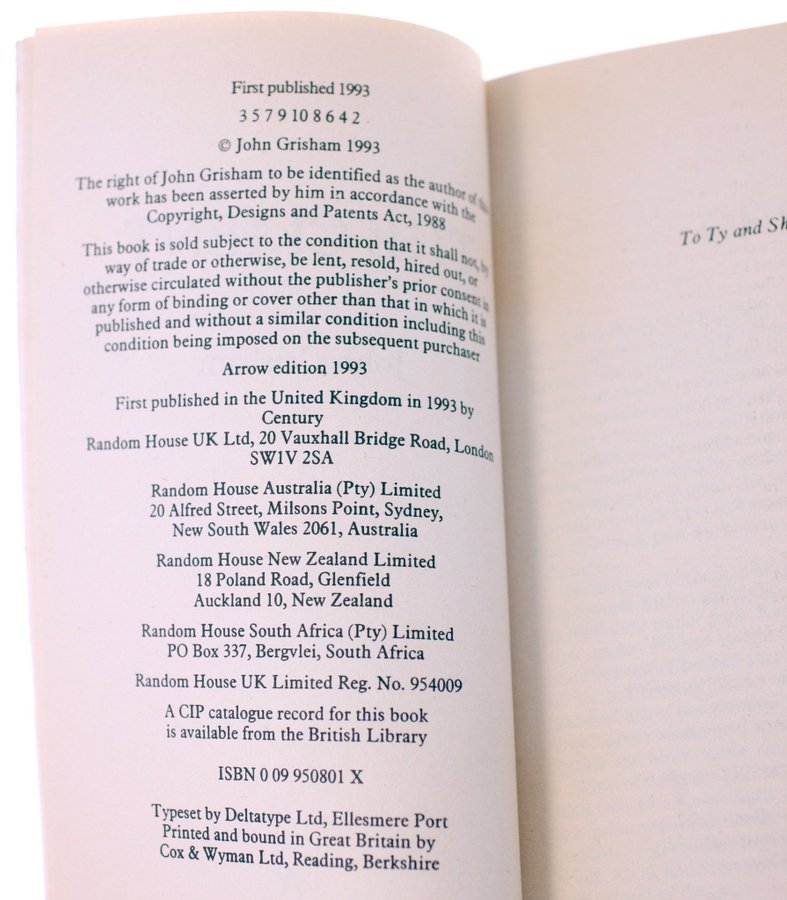 First published 1993
3 5 7 9 10 8 6 4 2
© John Grisham 1993
The right of John Grisham to be identified as the author of this
work has been asserted by him in accordance with the
Copyright, Designs and Patents Act, 1988
This book is sold subject to the condition that it shall not, by
way of trade or otherwise, be lent, resold, hired out, or
otherwise circulated without the publisher's prior consent in
any form of binding or cover other than that in which it is
published and without a similar condition including this
condition being imposed on the subsequent purchaser
Arrow edition 1993
First published in the United Kingdom in 1993 by
Century
Random House UK Ltd, 20 Vauxhall Bridge Road, London
SW1V 2SA
Random House Australia (Pty) Limited
20 Alfred Street, Milsons Point, Sydney,
New South Wales 2061, Australia
Random House New Zealand Limited
18 Poland Road, Glenfield
Auckland 10, New Zealand
Random House South Africa (Pty) Limited
PO Box 337, Bergvlei, South Africa
Random House UK Limited Reg. No. 954009
A CIP catalogue record for this book
is available from the British Library
ISBN 0 09 950801 X
Typeset by Deltatype Ltd, Ellesmere Port
Printed and bound in Great Britain by
Cox & Wyman Ltd, Reading, Berkshire
To Ty and Sh